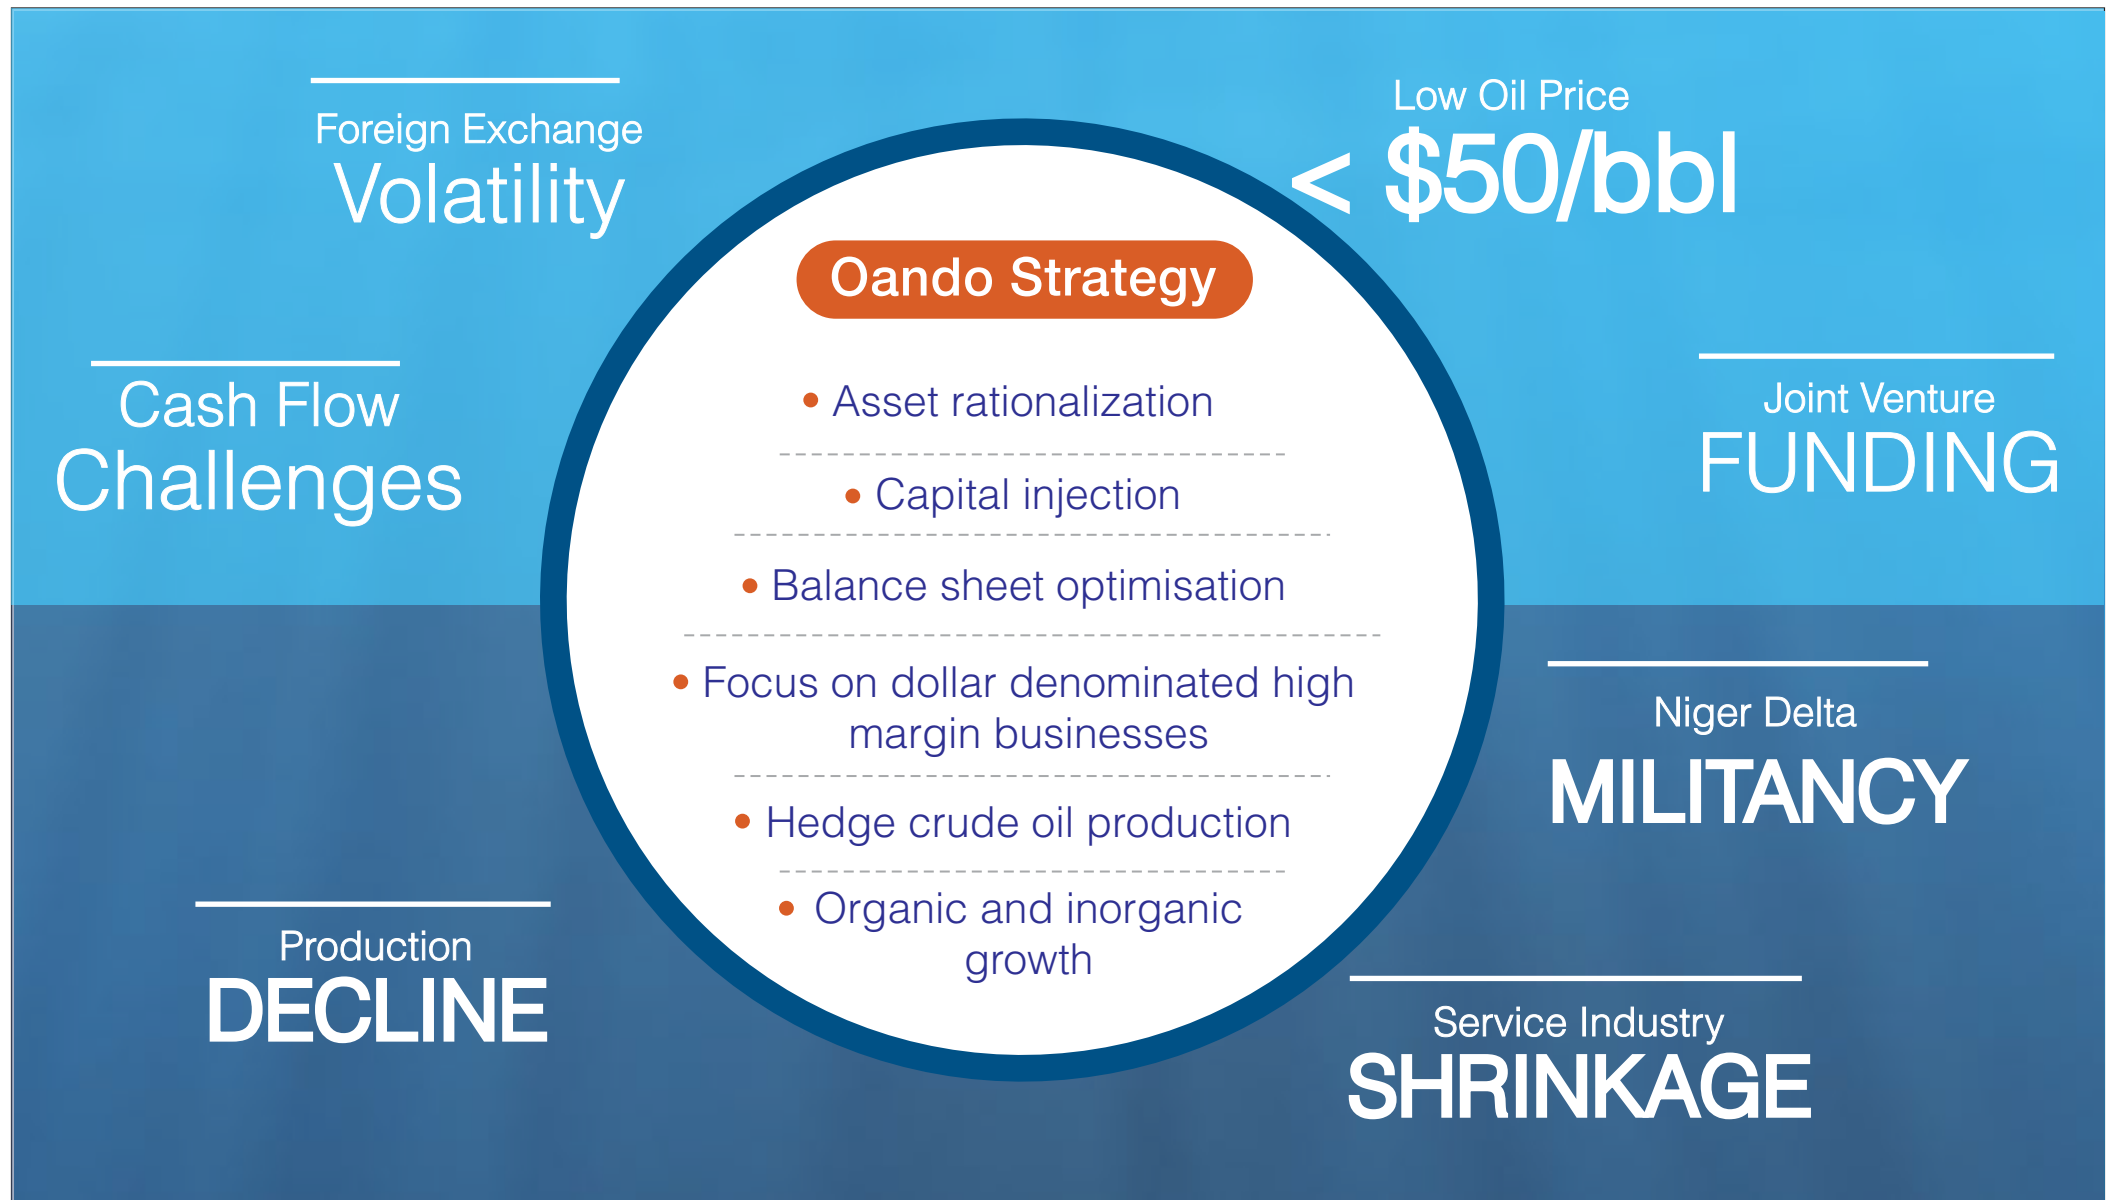 Foreign Exchange
Volatility
Low Oil Price
< $50/bbl
Cash Flow
Challenges
Oando Strategy
• Asset rationalization
• Capital injection
• Balance sheet optimisation
• Focus on dollar denominated high
margin businesses
• Hedge crude oil production
• Organic and inorganic
growth
Joint Venture
FUNDING
Niger Delta
MILITANCY
Production
DECLINE
Service Industry
SHRINKAGE